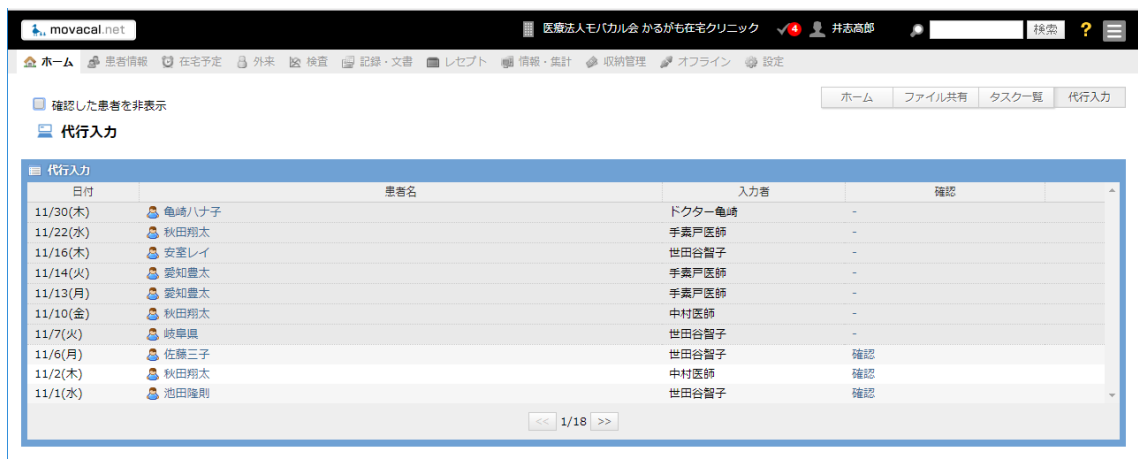 movacal.net 医療法人モバカル会 かるがも在宅クリニック 4 井志高郎 検索 ?
ホーム 患者情報 在宅予定 外来 検査 記録・文書 レセプト 情報・集計 収納管理 オフライン 設定
ホーム ファイル共有 タスク一覧 代行入力
確認した患者を非表示
代行入力
代行入力
日付 患者名 入力者 確認
11/30(木) 亀崎ハナ子 ドクター亀崎 -
11/22(水) 秋田翔太 手素戸医師 -
11/16(木) 安室レイ 世田谷智子 -
11/14(火) 愛知豊太 手素戸医師 -
11/13(月) 愛知豊太 手素戸医師 -
11/10(金) 秋田翔太 中村医師 -
11/7(火) 岐阜県 世田谷智子 -
11/6(月) 佐藤三子 世田谷智子 確認
11/2(木) 秋田翔太 中村医師 確認
11/1(水) 池田隆則 世田谷智子 確認
<< 1/18 >>